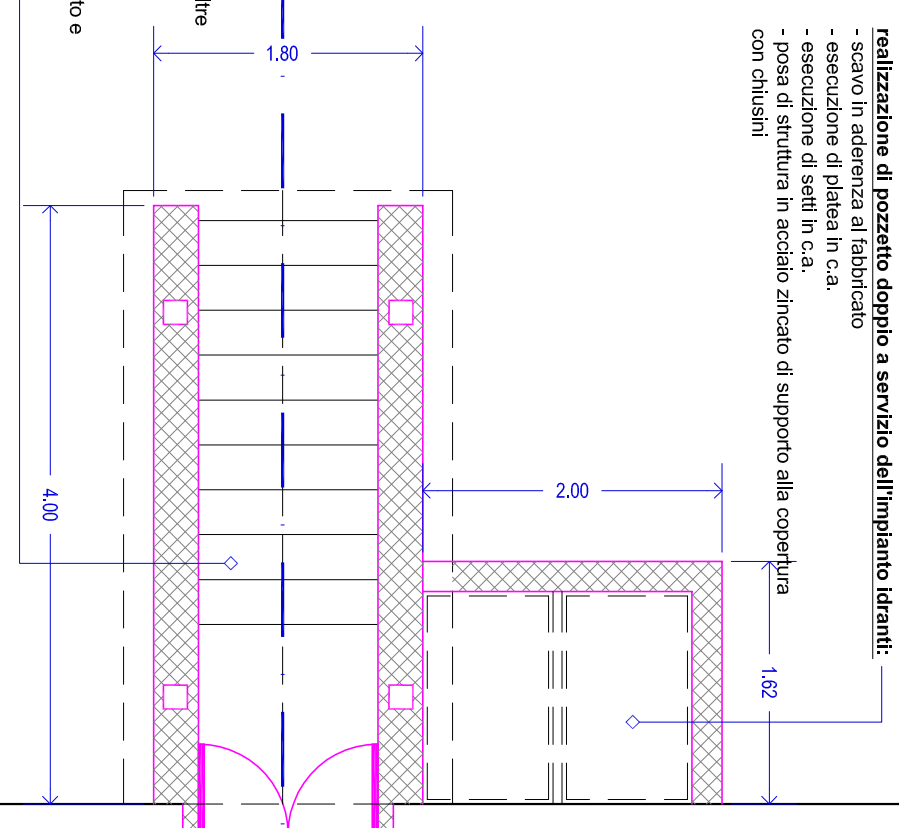 realizzazione di pozzetto doppio a servizio dell'impianto idranti:
- scavo in aderenza al fabbricato
- esecuzione di platea in c.a.
- esecuzione di setti in c.a.
- posa di struttura in acciaio zincato di supporto alla copertura
con chiusini
ltre
to e
1.80
2.00
4.00
1.62